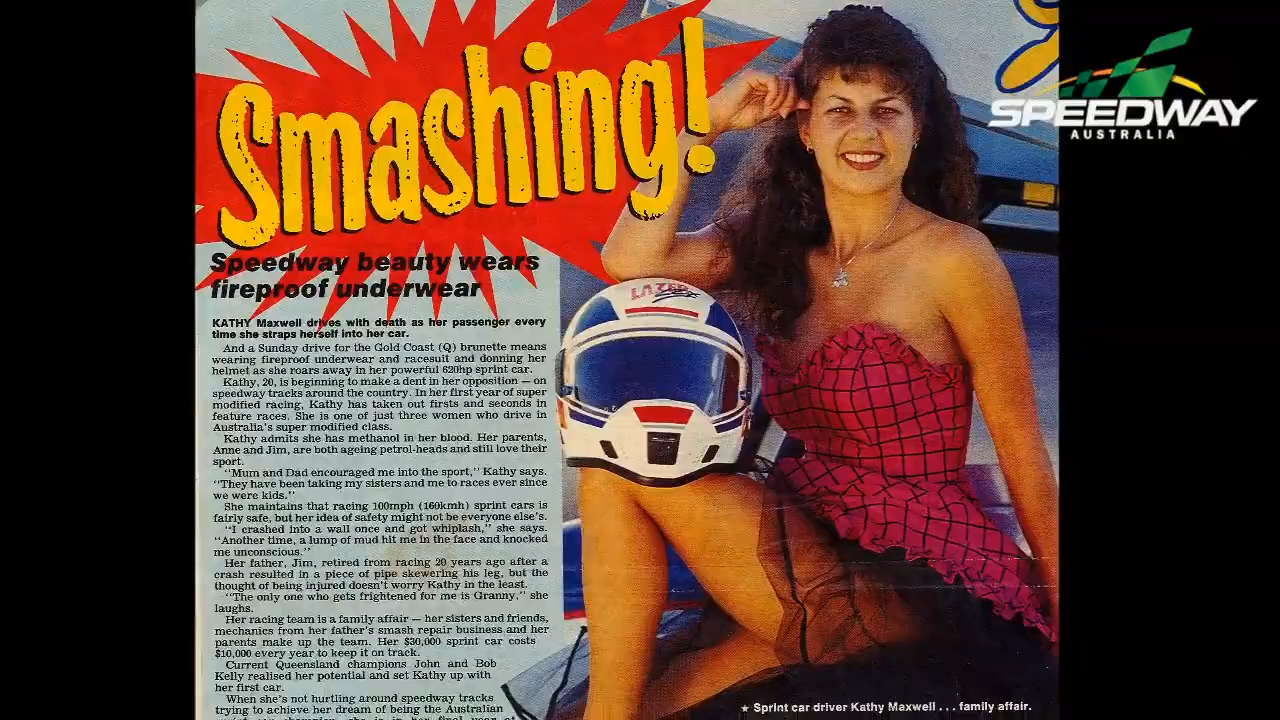 Smashing!
SPEEDWAY
AUSTRALIA
Speedway beauty wears
fireproof underwear
LAZER
KATHY Maxwell drives with death as her passenger every
time she straps herself into her car.
And a Sunday drive for the Gold Coast (Q) brunette means
wearing fireproof underwear and racesuit and donning her
helmet as she roars away in her powerful 620hp sprint car.
Kathy, 20, is beginning to make a dent in her opposition — on
speedway tracks around the country. In her first year of super
modified racing, Kathy has taken out firsts and seconds in
feature races. She is one of just three women who drive in
Australia's super modified class.
Kathy admits she has methanol in her blood. Her parents,
Anne and Jim, are both ageing petrol-heads and still love their
sport.
"Mum and Dad encouraged me into the sport," Kathy says.
"They have been taking my sisters and me to races ever since
we were kids."
She maintains that racing 100mph (160kmh) sprint cars is
fairly safe, but her idea of safety might not be everyone else's.
"I crashed into a wall once and got whiplash," she says.
"Another time, a lump of mud hit me in the face and knocked
me unconscious."
Her father, Jim, retired from racing 20 years ago after a
crash resulted in a piece of pipe skewering his leg, but the
thought of being injured doesn't worry Kathy in the least.
"The only one who gets frightened for me is Granny," she
laughs.
Her racing team is a family affair — her sisters and friends,
mechanics from her father's smash repair business and her
parents make up the team. Her $30,000 sprint car costs
$10,000 every year to keep it on track.
Current Queensland champions John and Bob
Kelly realised her potential and set Kathy up with
her first car.
When she's not hurtling around speedway tracks
trying to achieve her dream of being the Australian
★ Sprint car driver Kathy Maxwell . . . family affair.